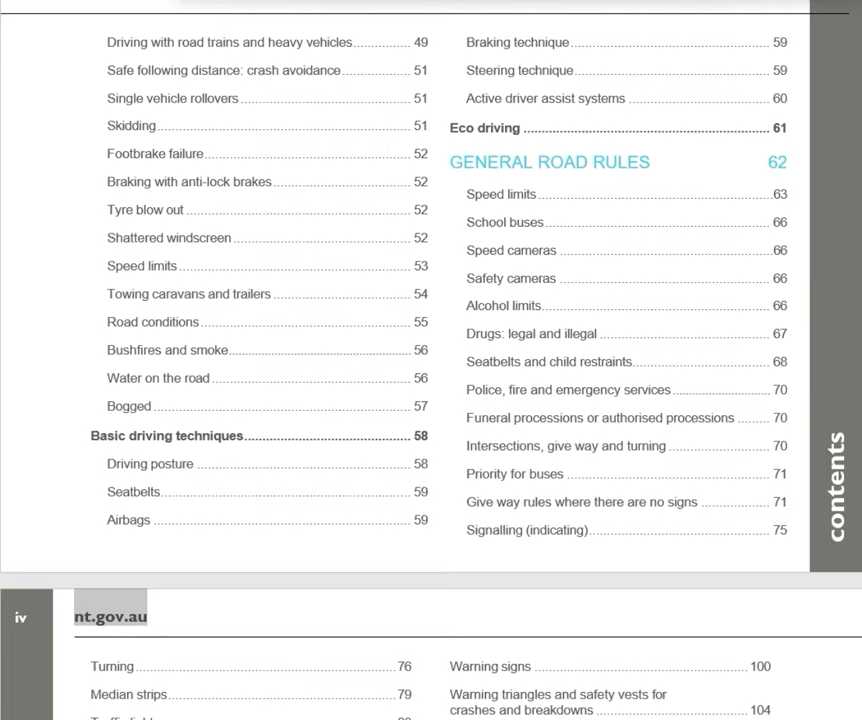 Driving with road trains and heavy vehicles.............. 49
Safe following distance: crash avoidance................. 51
Single vehicle rollovers................................. 51
Skidding................................................. 51
Footbrake failure........................................ 52
Braking with anti-lock brakes............................ 52
Tyre blow out............................................ 52
Shattered windscreen..................................... 52
Speed limits............................................. 53
Towing caravans and trailers............................. 54
Road conditions.......................................... 55
Bushfires and smoke...................................... 56
Water on the road........................................ 56
Bogged................................................... 57
Basic driving techniques................................. 58
Driving posture.......................................... 58
Seatbelts................................................ 59
Airbags.................................................. 59
Braking technique........................................ 59
Steering technique....................................... 59
Active driver assist systems............................. 60
Eco driving.............................................. 61
GENERAL ROAD RULES 62
Speed limits............................................. 63
School buses............................................. 66
Speed cameras............................................ 66
Safety cameras........................................... 66
Alcohol limits........................................... 66
Drugs: legal and illegal................................. 67
Seatbelts and child restraints........................... 68
Police, fire and emergency services...................... 70
Funeral processions or authorised processions............ 70
Intersections, give way and turning...................... 70
Priority for buses....................................... 71
Give way rules where there are no signs.................. 71
Signalling (indicating).................................. 75
contents
iv
nt.gov.au
Turning.................................................. 76
Median strips............................................ 79
Warning signs............................................ 100
Warning triangles and safety vests for
crashes and breakdowns................................... 104